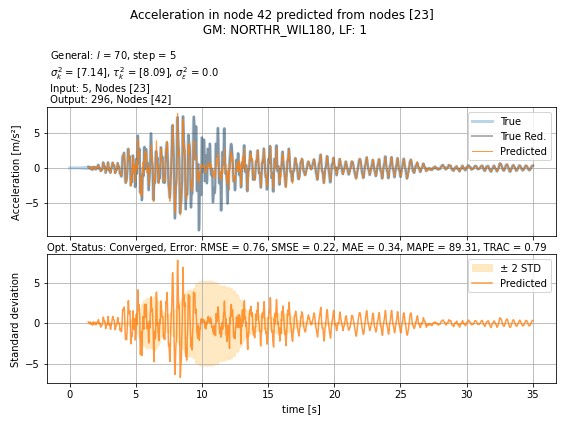 Acceleration in node 42 predicted from nodes [23]
GM: NORTHR_WIL180, LF: 1
General: l = 70, step = 5
σ²ₖ = [7.14], τ²ₖ = [8.09], σ²ε = 0.0
Input: 5, Nodes [23]
Output: 296, Nodes [42]
True
True Red.
Predicted
Acceleration [m/s²]
5
0
−5
Opt. Status: Converged, Error: RMSE = 0.76, SMSE = 0.22, MAE = 0.34, MAPE = 89.31, TRAC = 0.79
± 2 STD
Predicted
Standard deviation
5
0
−5
0 5 10 15 20 25 30 35
time [s]